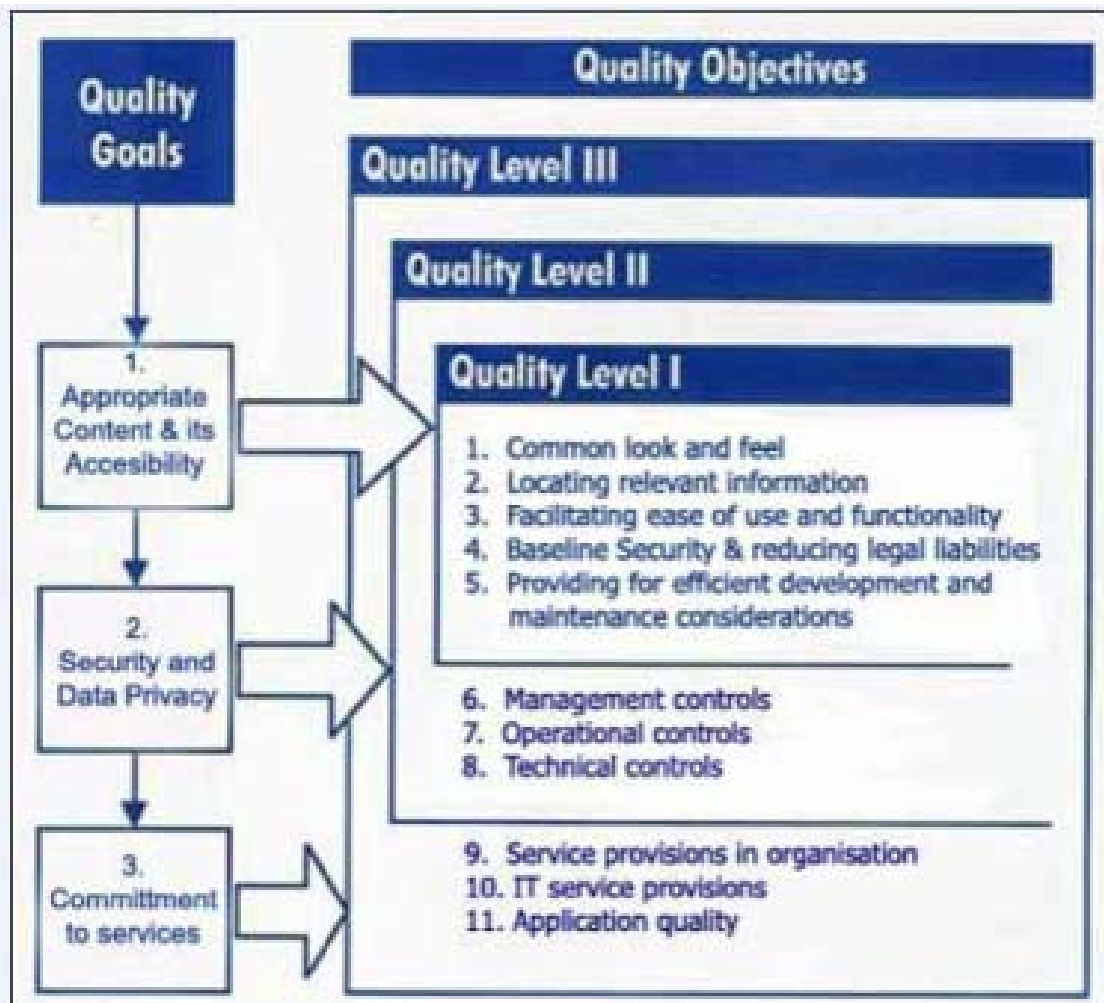 Quality
Goals
Quality Objectives
Quality Level III
Quality Level II
Quality Level I
1.
Appropriate
Content & its
Accesibility
1. Common look and feel
2. Locating relevant information
3. Facilitating ease of use and functionality
4. Baseline Security & reducing legal liabilities
5. Providing for efficient development and
maintenance considerations
2.
Security and
Data Privacy
6. Management controls
7. Operational controls
8. Technical controls
3.
Committment
to services
9. Service provisions in organisation
10. IT service provisions
11. Application quality